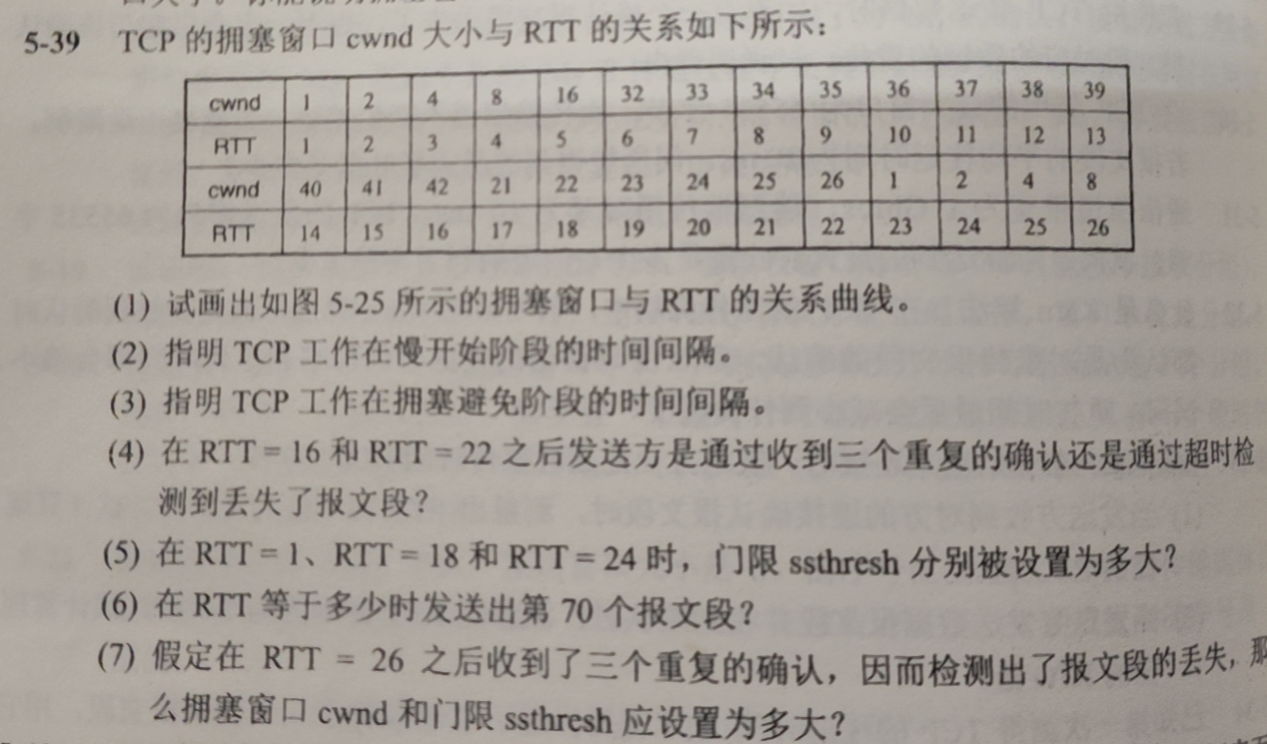 5-39 TCP 的拥塞窗口 cwnd 大小与 RTT 的关系如下所示：
cwnd 1 2 4 8 16 32 33 34 35 36 37 38 39
RTT 1 2 3 4 5 6 7 8 9 10 11 12 13
cwnd 40 41 42 21 22 23 24 25 26 1 2 4 8
RTT 14 15 16 17 18 19 20 21 22 23 24 25 26
(1) 试画出如图 5-25 所示的拥塞窗口与 RTT 的关系曲线。
(2) 指明 TCP 工作在慢开始阶段的时间间隔。
(3) 指明 TCP 工作在拥塞避免阶段的时间间隔。
(4) 在 RTT = 16 和 RTT = 22 之后发送方是通过收到三个重复的确认还是通过超时检
测到丢失了报文段？
(5) 在 RTT = 1、RTT = 18 和 RTT = 24 时，门限 ssthresh 分别被设置为多大？
(6) 在 RTT 等于多少时发送出第 70 个报文段？
(7) 假定在 RTT = 26 之后收到了三个重复的确认，因而检测出了报文段的丢失，那
么拥塞窗口 cwnd 和门限 ssthresh 应设置为多大？